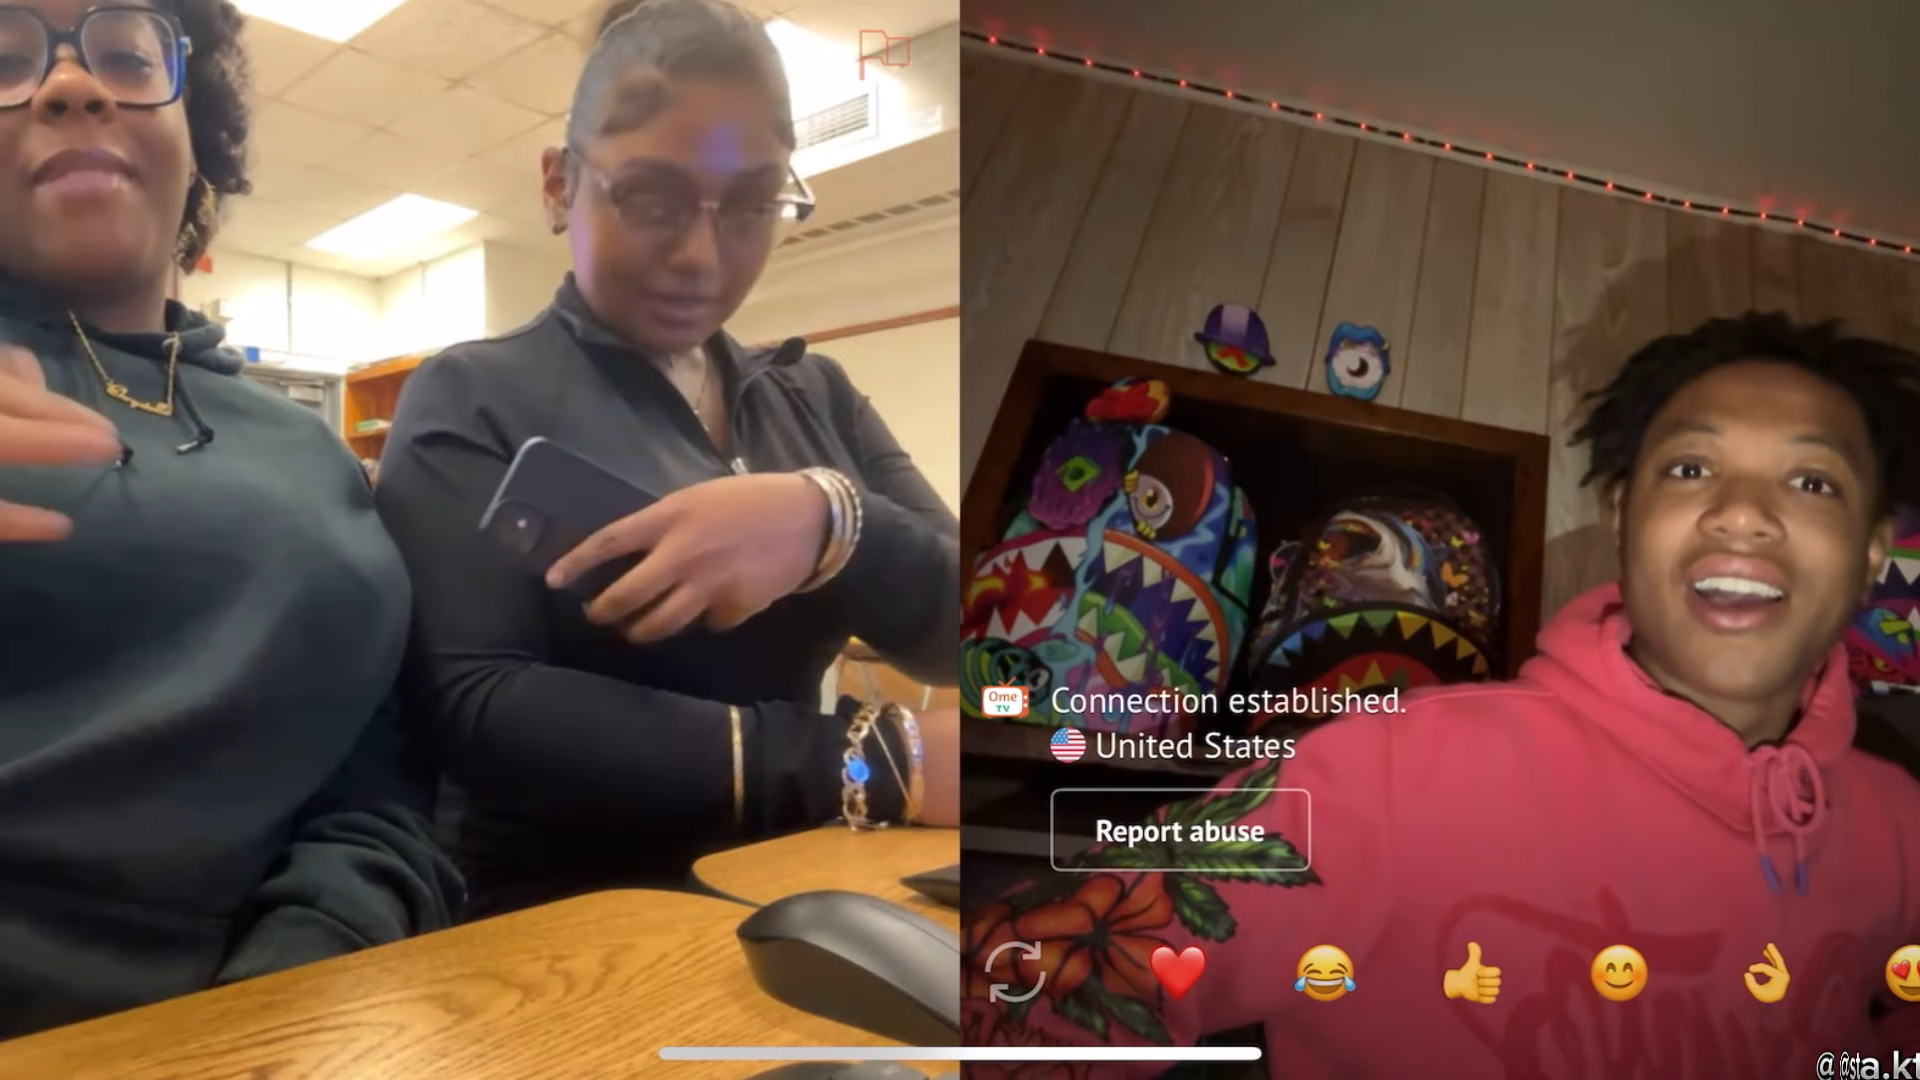 Ome
TV
Connection established.
United States
Report abuse